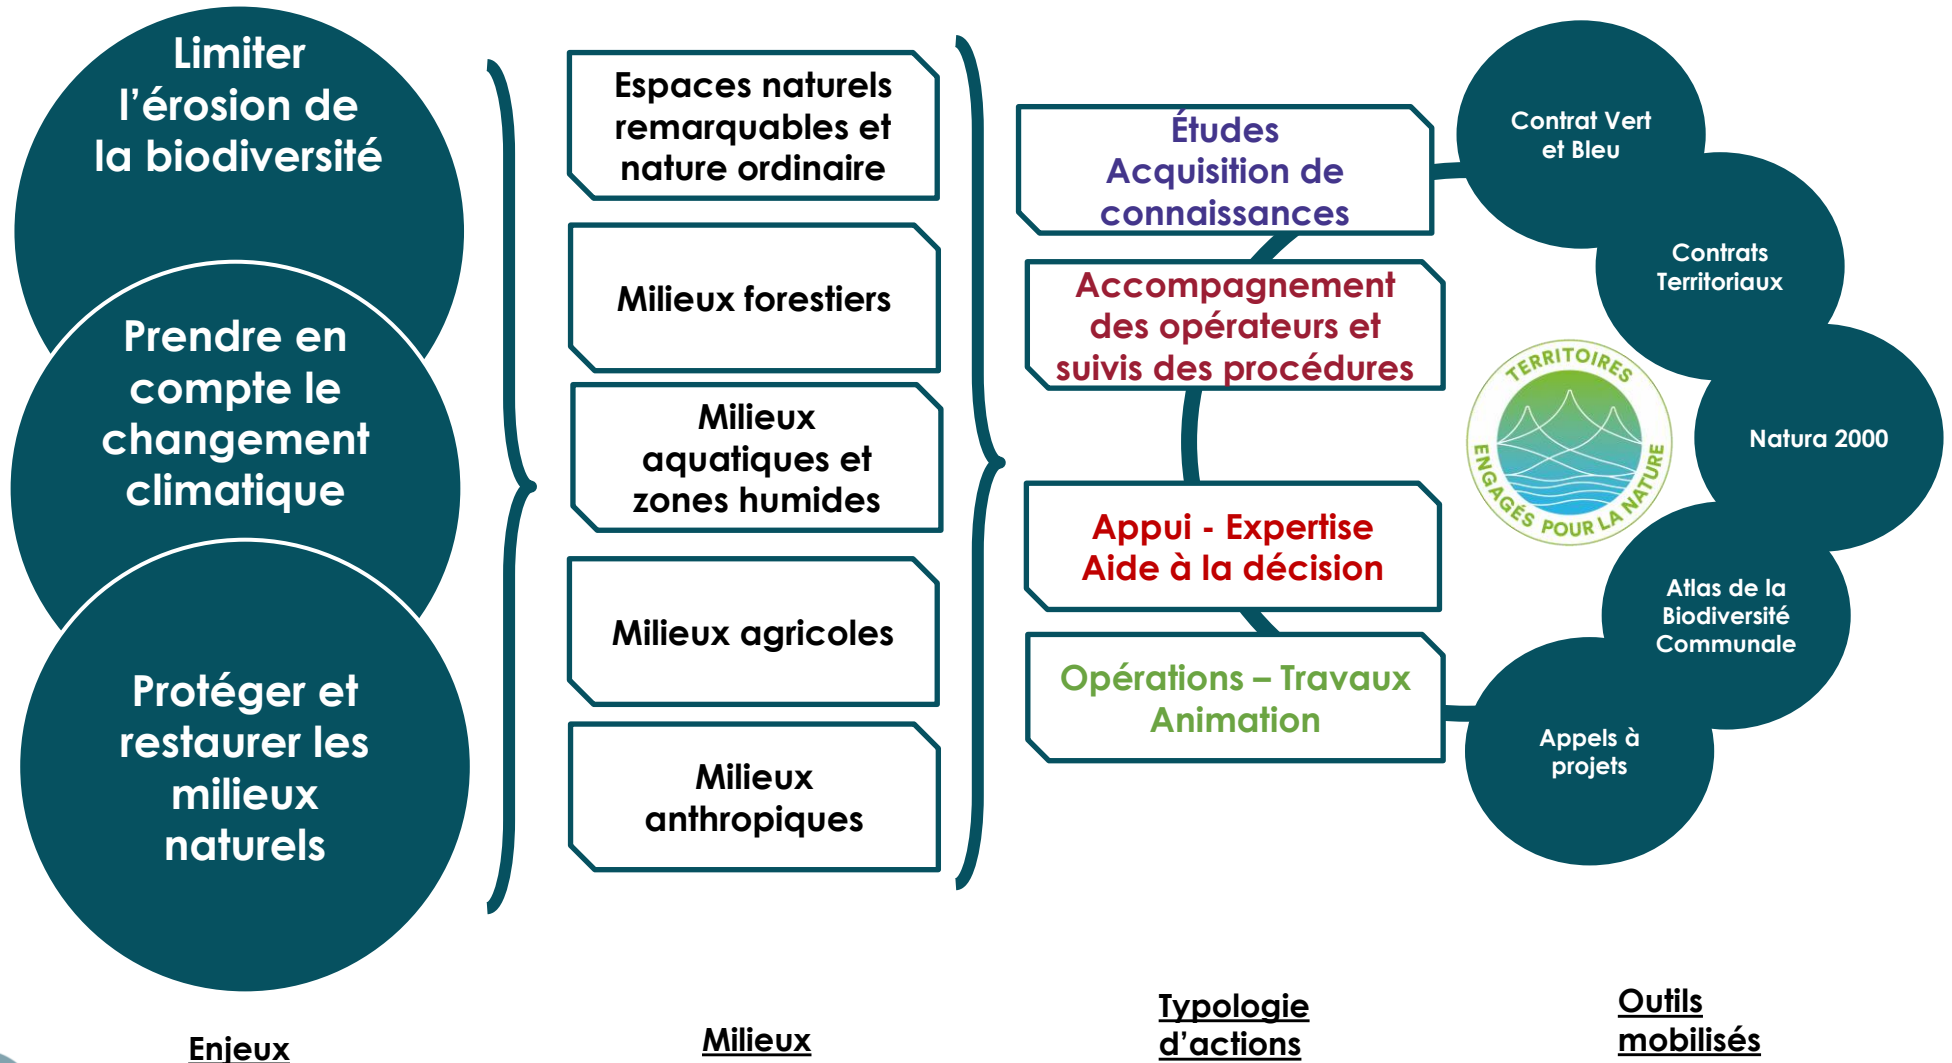 Limiter
l’érosion de
la biodiversité
Prendre en
compte le
changement
climatique
Protéger et
restaurer les
milieux
naturels
Enjeux
Espaces naturels
remarquables et
nature ordinaire
Milieux forestiers
Milieux
aquatiques et
zones humides
Milieux agricoles
Milieux
anthropiques
Milieux
Études
Acquisition de
connaissances
Accompagnement
des opérateurs et
suivis des procédures
Appui - Expertise
Aide à la décision
Opérations – Travaux
Animation
Typologie
d’actions
Contrat Vert
et Bleu
Contrats
Territoriaux
Natura 2000
Atlas de la
Biodiversité
Communale
Appels à
projets
TERRITOIRES
ENGAGÉS POUR LA NATURE
Outils
mobilisés